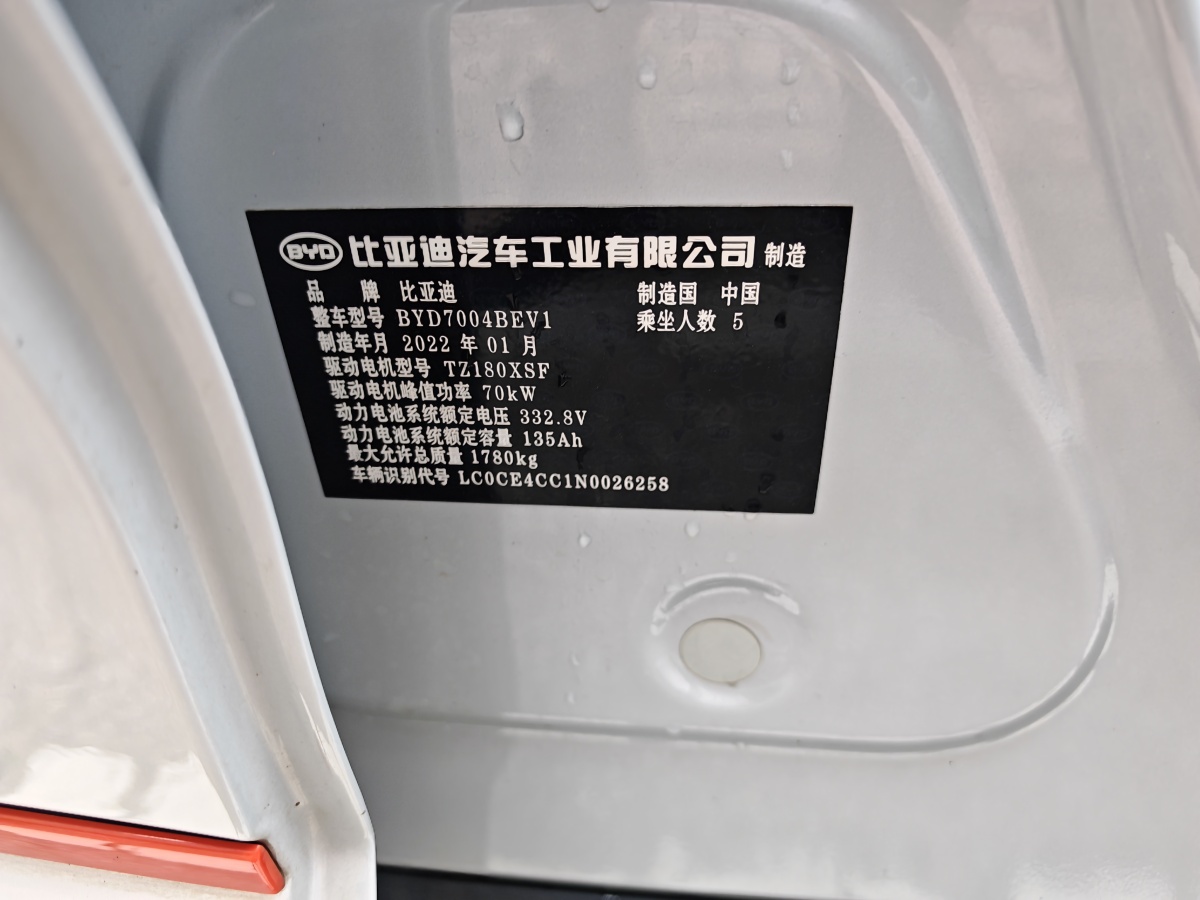 BYD 比亚迪汽车工业有限公司 制造
品 牌 比亚迪 制造国 中国
整车型号 BYD7004BEV1 乘坐人数 5
制造年月 2022 年 01 月
驱动电机型号 TZ180XSF
驱动电机峰值功率 70kW
动力电池系统额定电压 332.8V
动力电池系统额定容量 135Ah
最大允许总质量 1780kg
车辆识别代号 LC0CE4CC1N0026258